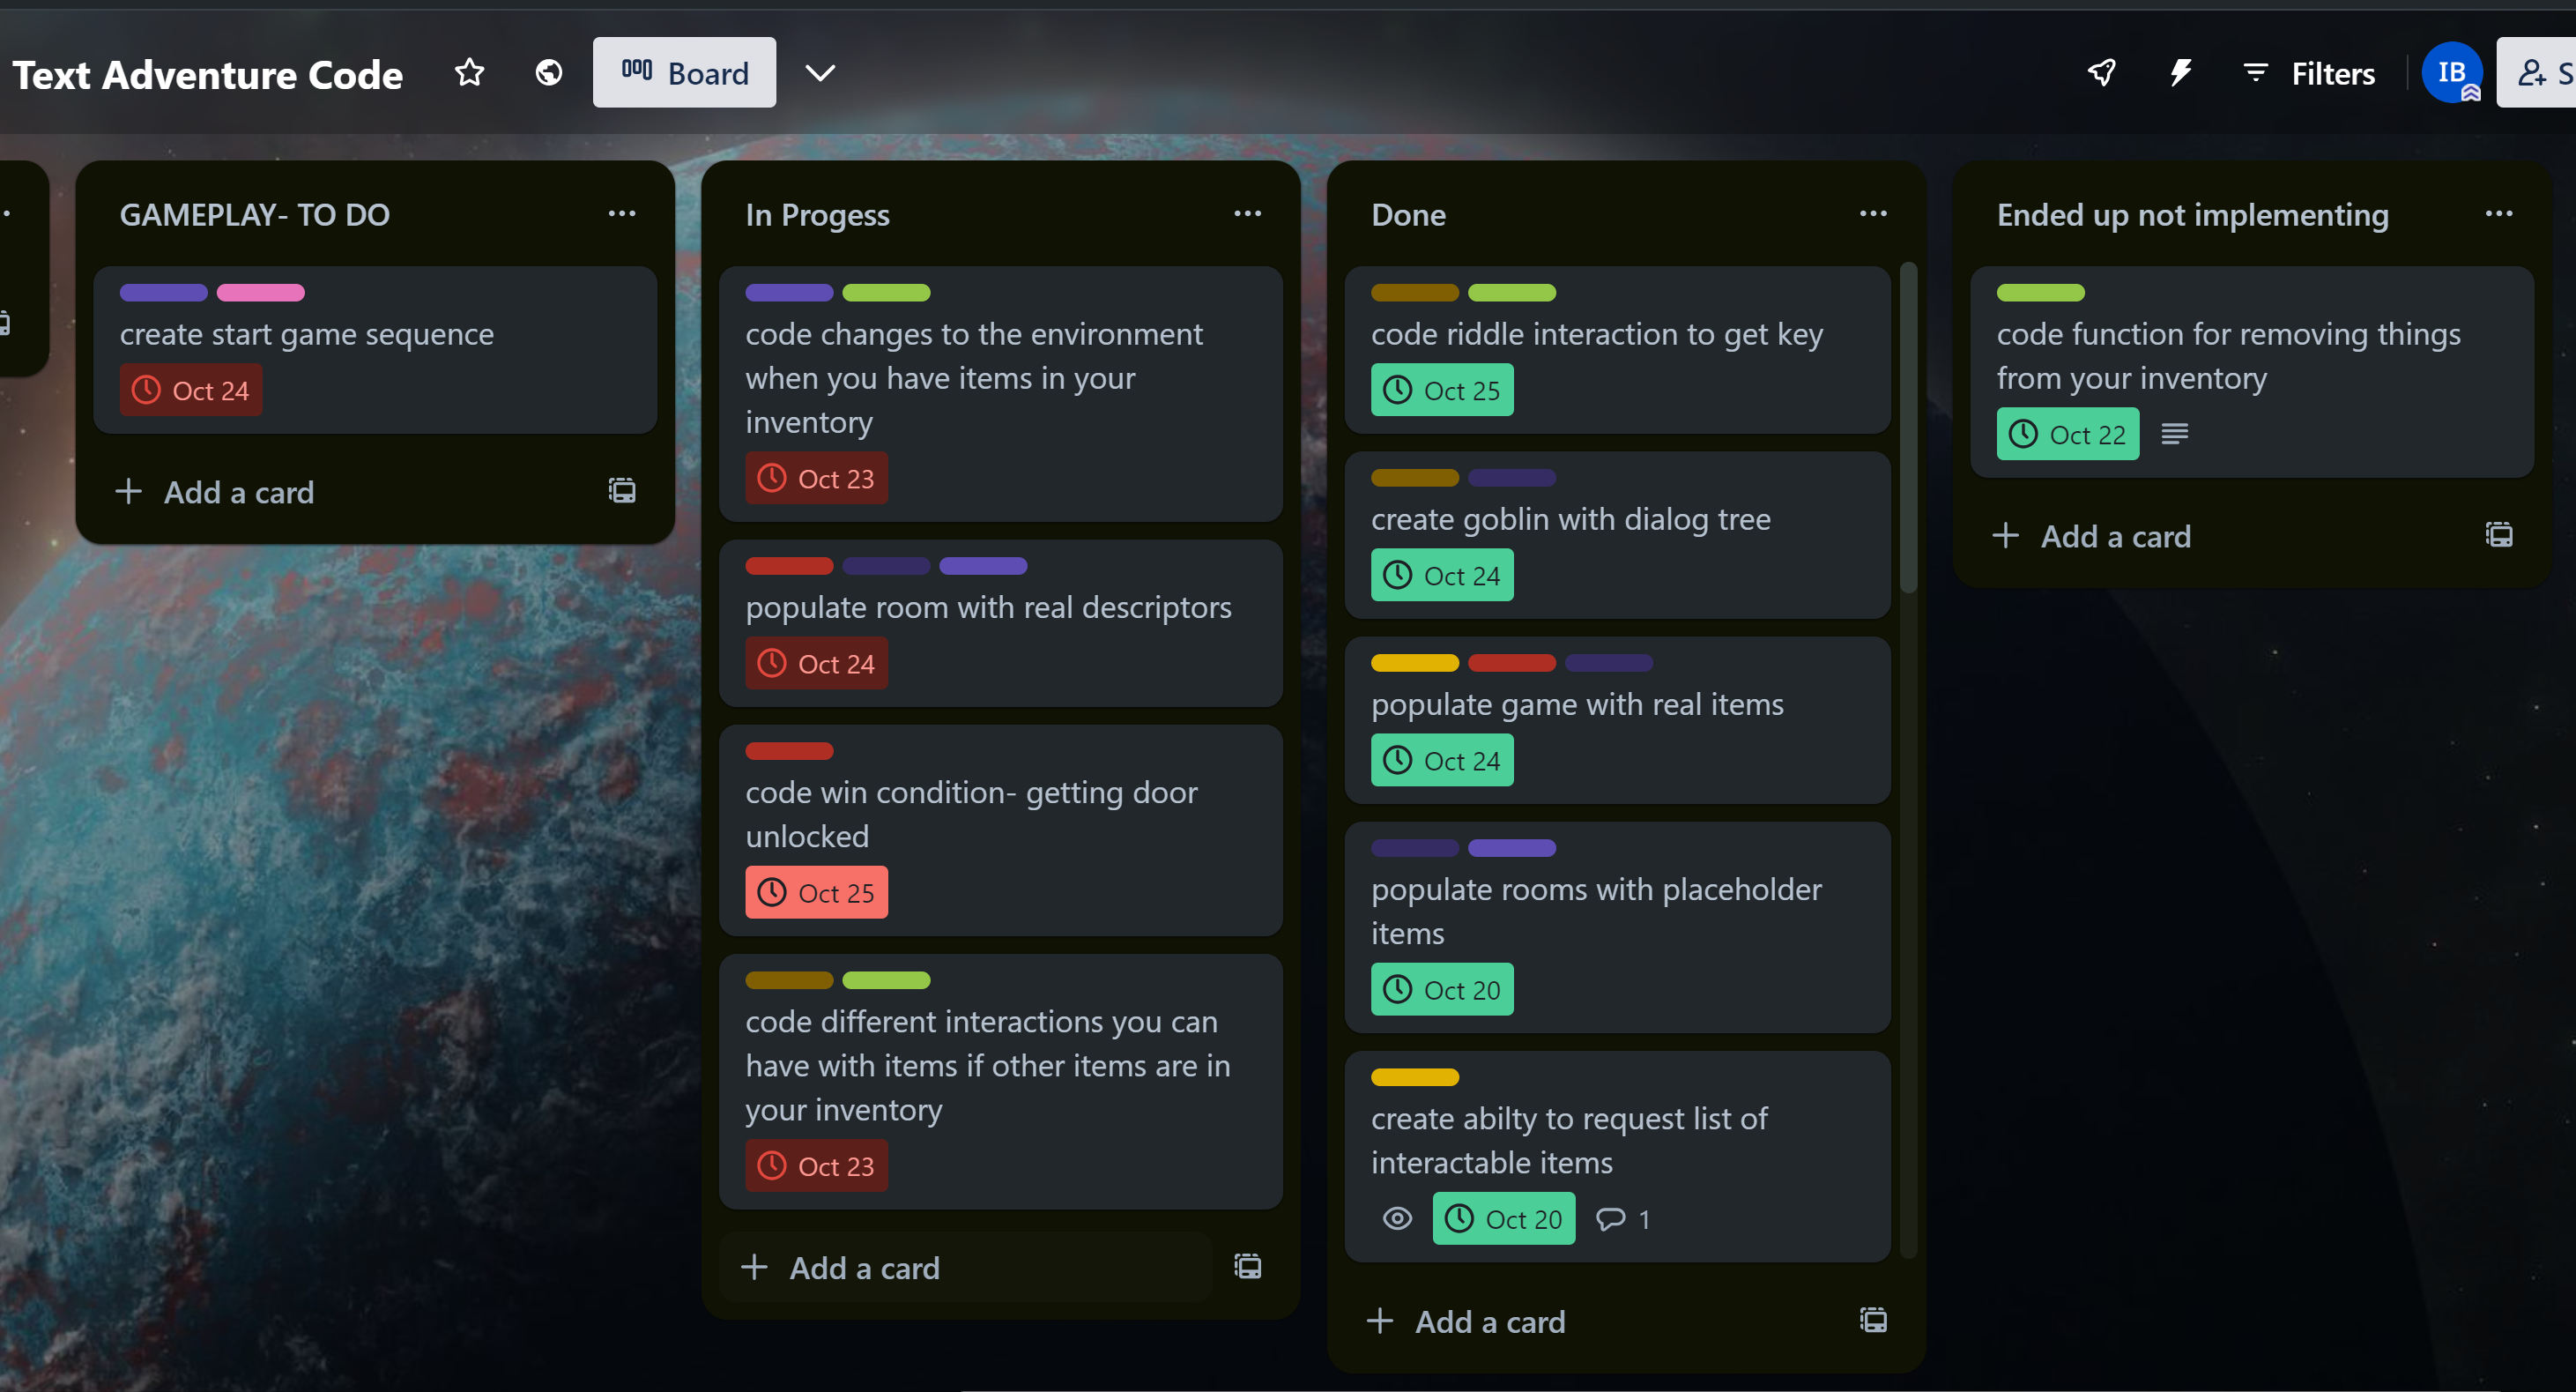 Text Adventure Code
Board
Filters
IB
S
GAMEPLAY- TO DO
create start game sequence
Oct 24
Add a card
In Progess
code changes to the environment
when you have items in your
inventory
Oct 23
populate room with real descriptors
Oct 24
code win condition- getting door
unlocked
Oct 25
code different interactions you can
have with items if other items are in
your inventory
Oct 23
Add a card
Done
code riddle interaction to get key
Oct 25
create goblin with dialog tree
Oct 24
populate game with real items
Oct 24
populate rooms with placeholder
items
Oct 20
create abilty to request list of
interactable items
Oct 20
1
Add a card
Ended up not implementing
code function for removing things
from your inventory
Oct 22
Add a card